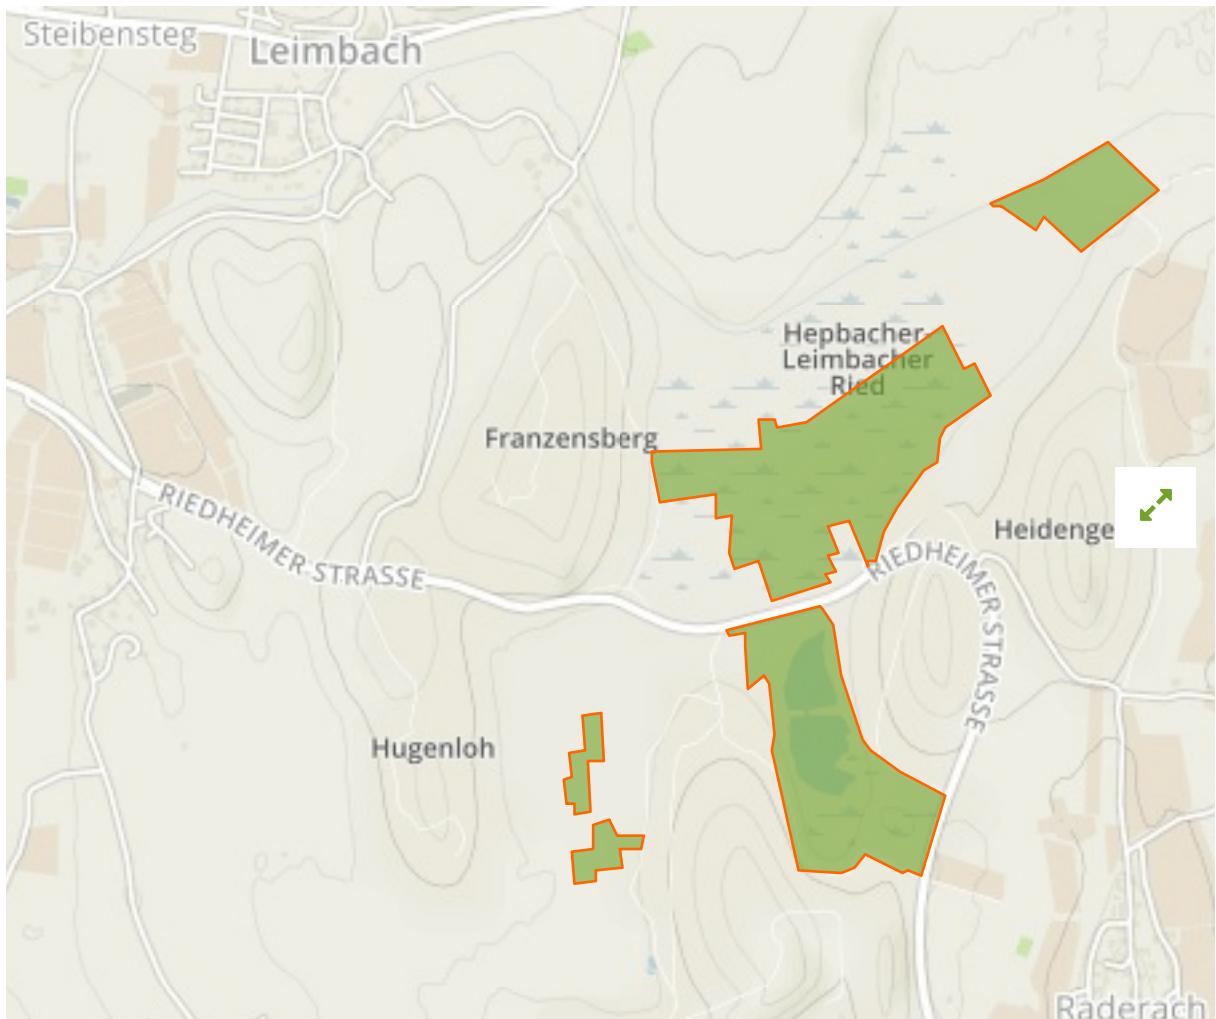 Steibensteg
Leimbach
Hepbacher-
Leimbacher
Ried
Franzensberg
RIEDHEIMER STRASSE
Heidenge
RIEDHEIMER STRASSE
Hugenloh
Raderach